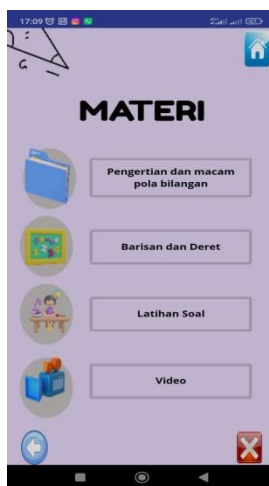 17:09
G
MATERI
Pengertian dan macam
pola bilangan
Barisan dan Deret
Latihan Soal
Video